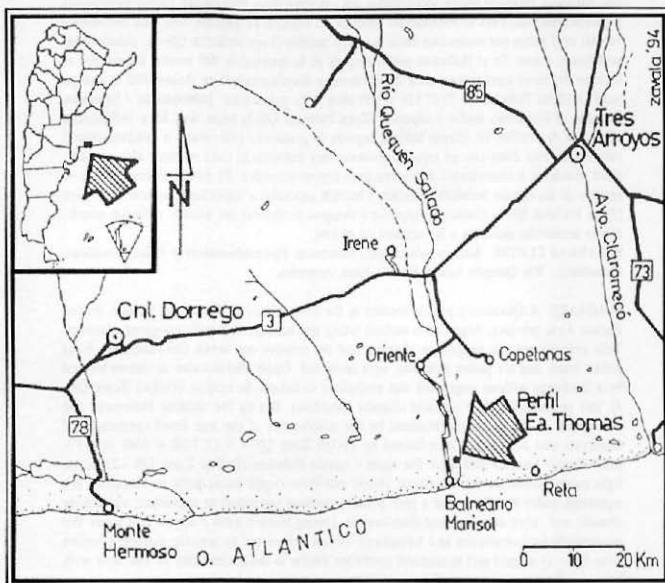 zavala '94
Río Quequén Salado
85
Tres
Arroyos
N
Irene
Aº Claromecó
73
Cnl. Dorrego
3
Oriente
Copetonas
Perfil
Ea. Thomas
78
Reta
Balneario
Marisol
Monte
Hermoso
O. ATLANTICO
0 10 20 Km